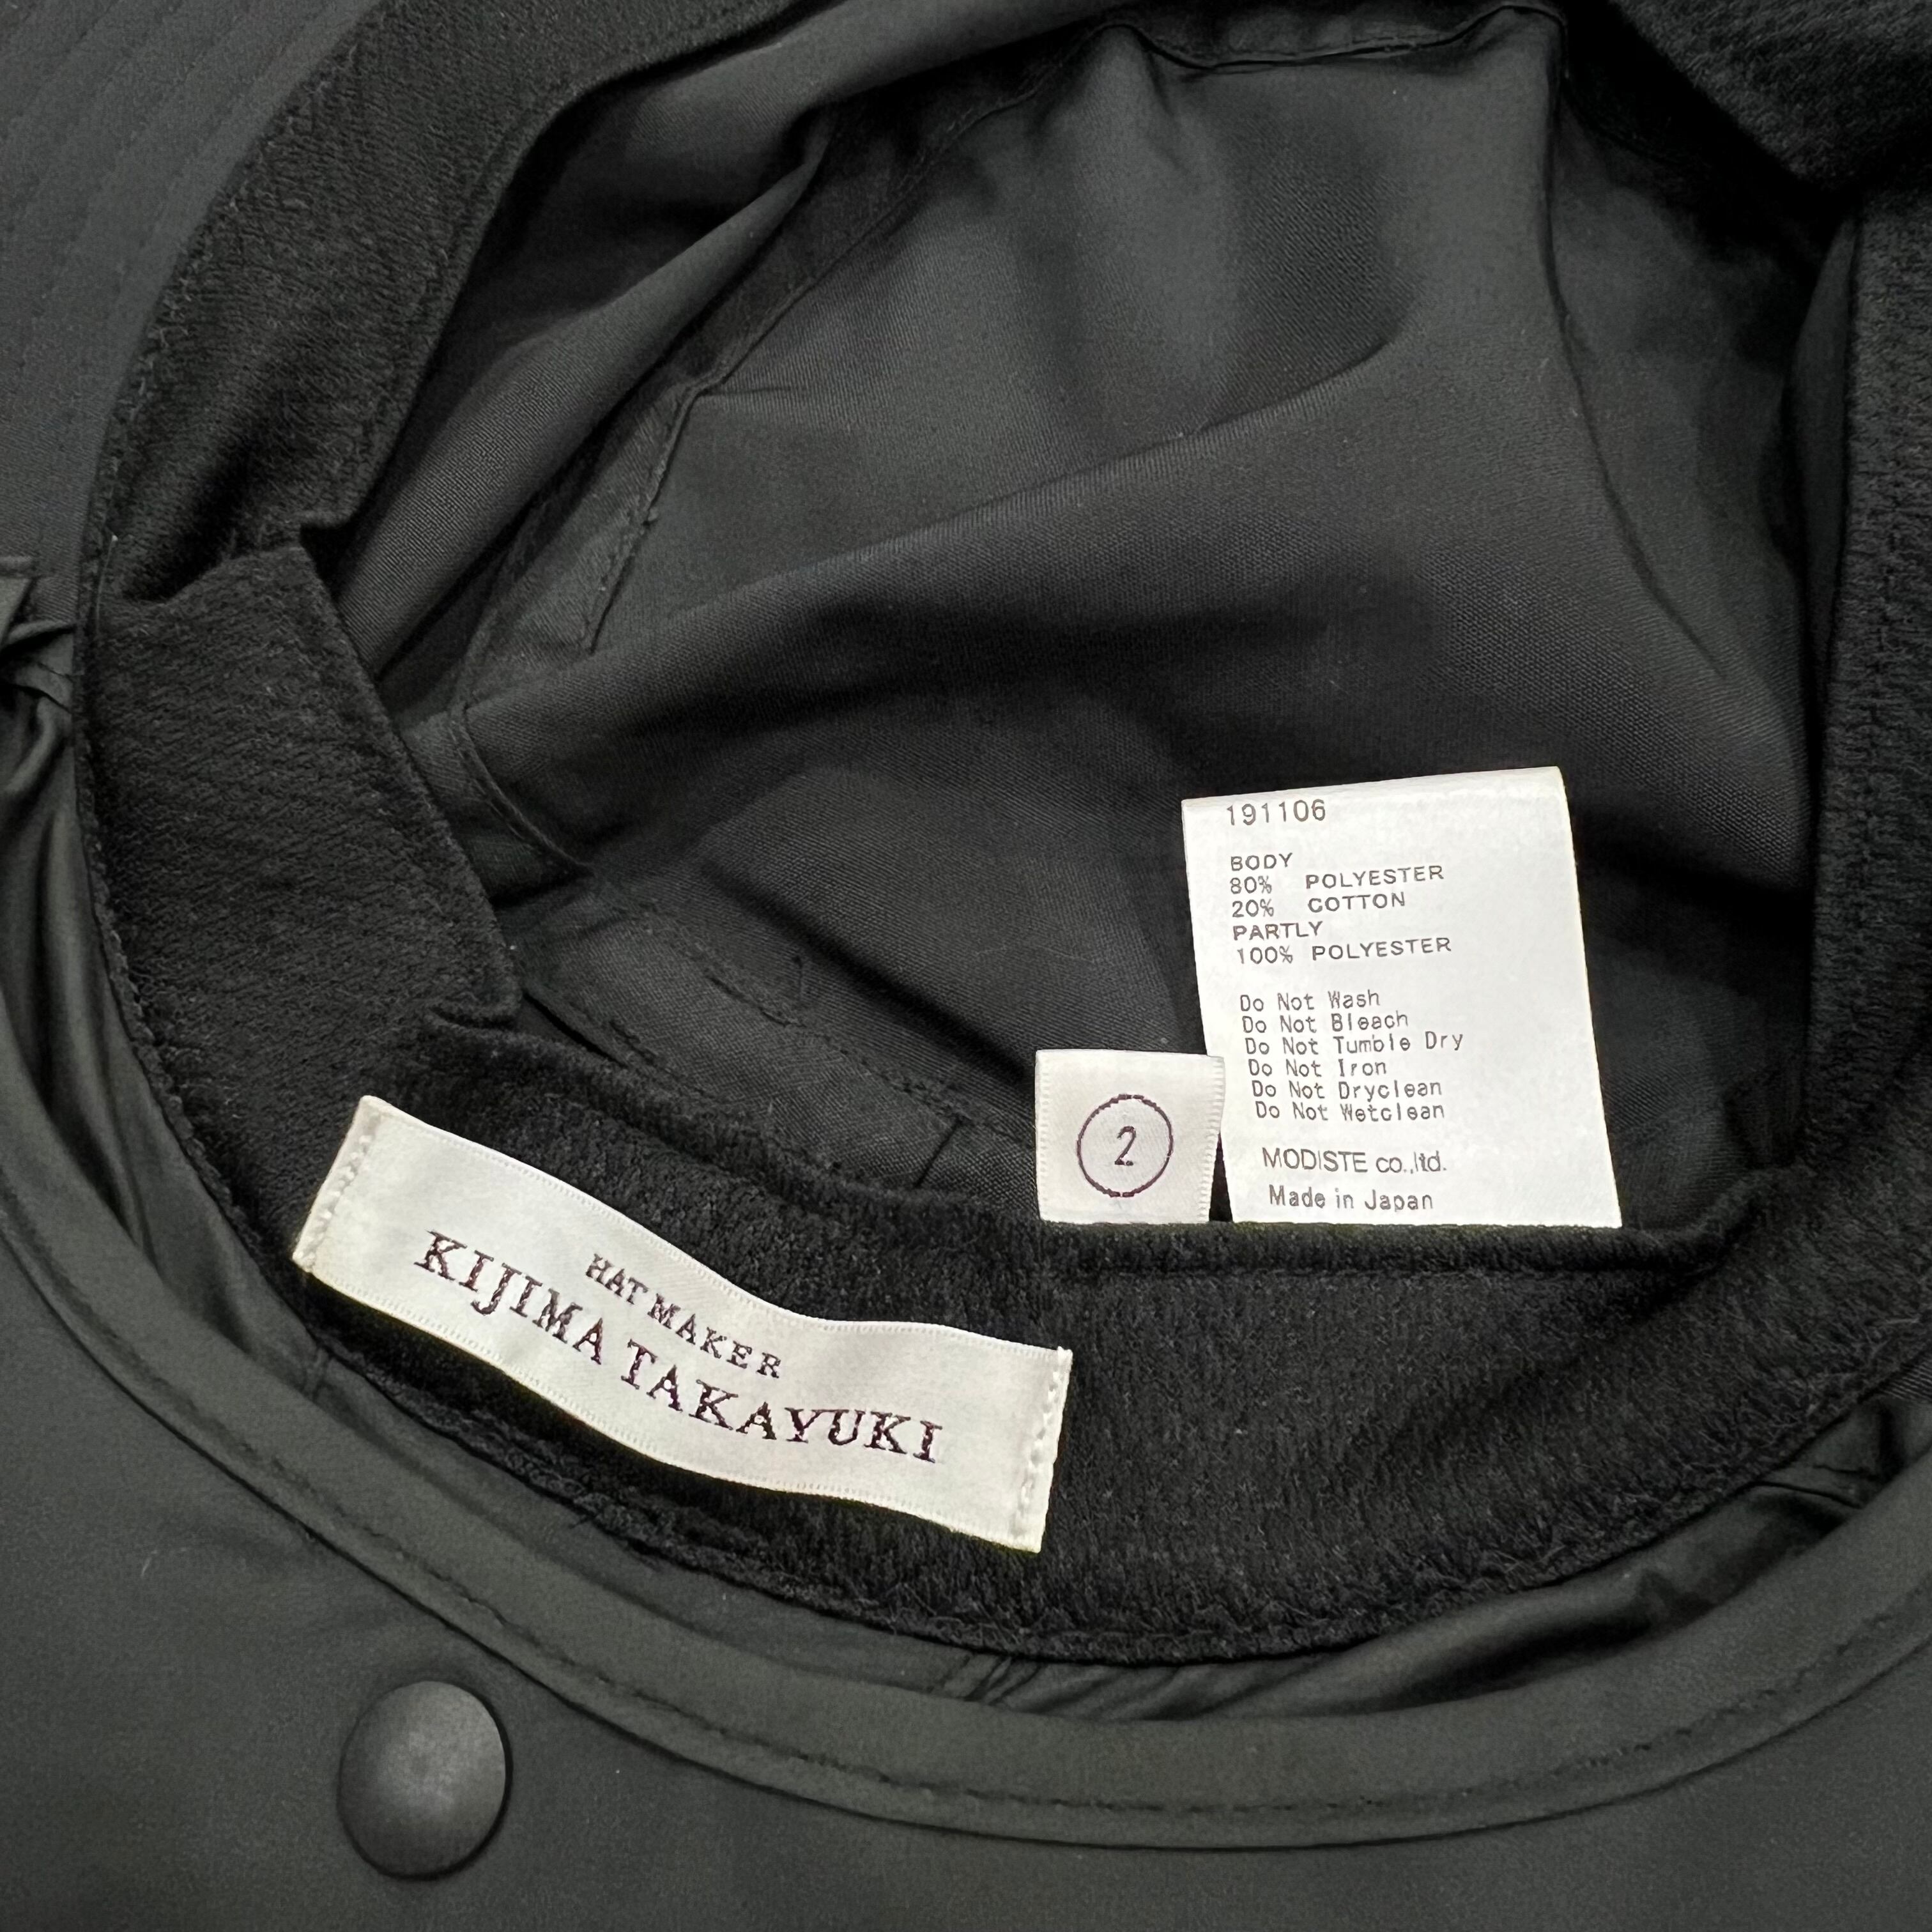 191106
BODY
80% POLYESTER
20% COTTON
PARTLY
100% POLYESTER
Do Not Wash
Do Not Bleach
Do Not Tumble Dry
Do Not Iron
Do Not Dryclean
Do Not Wetclean
MODISTE co.,ltd.
Made in Japan
2
HAT MAKER
KIJIMA TAKAYUKI